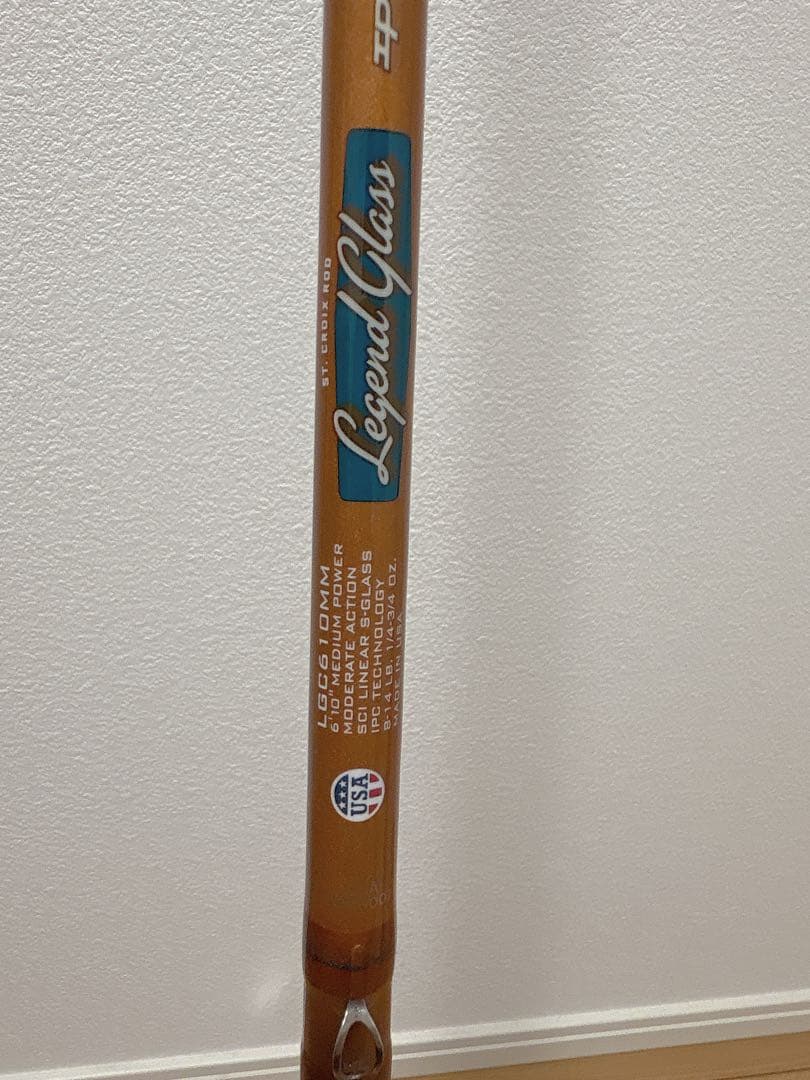 IP
ST. CROIX ROD
Legend Glass
LGC610MM
6'10" MEDIUM POWER
MODERATE ACTION
SCI LINEAR S-GLASS
IPC TECHNOLOGY
8-14 LB. 1/4-3/4 OZ.
MADE IN USA
USA